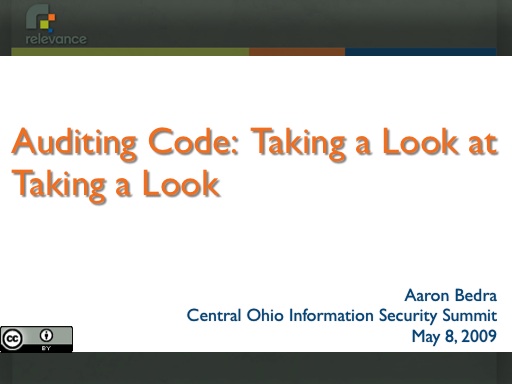 relevance
Auditing Code: Taking a Look at
Taking a Look
Aaron Bedra
Central Ohio Information Security Summit
May 8, 2009
cc
BY